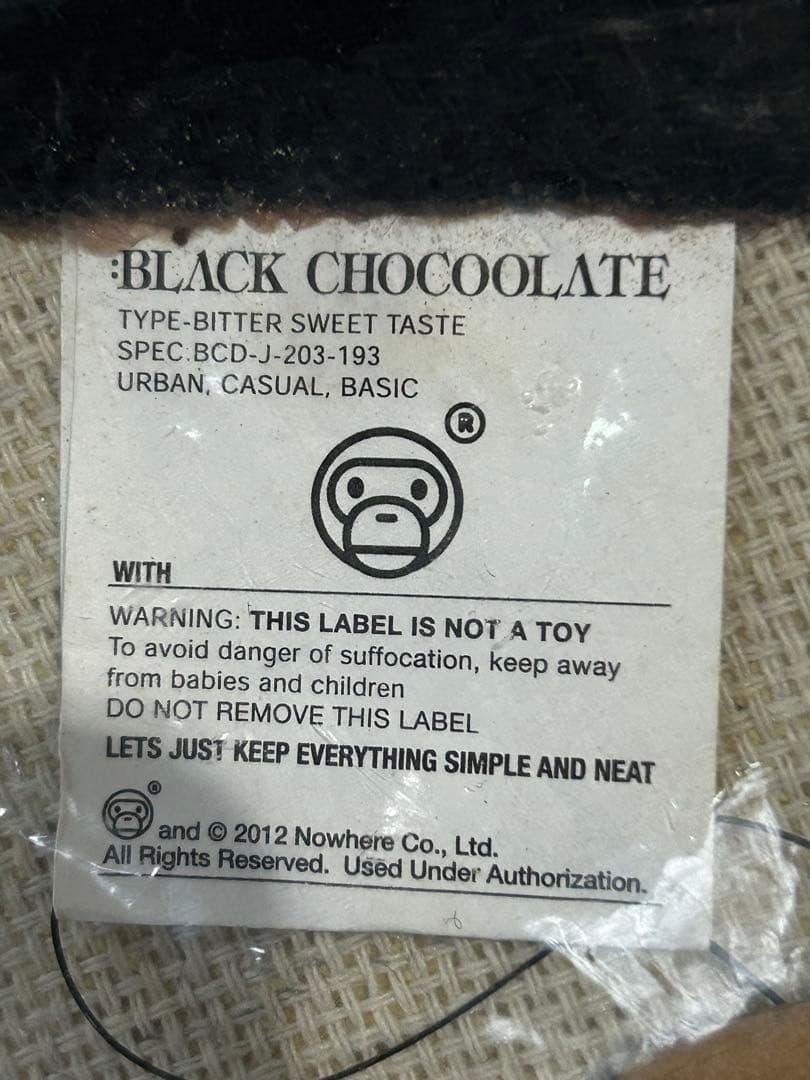 :BLACK CHOCOOLATE
TYPE-BITTER SWEET TASTE
SPEC:BCD-J-203-193
URBAN, CASUAL, BASIC
®
WITH
WARNING: THIS LABEL IS NOT A TOY
To avoid danger of suffocation, keep away
from babies and children
DO NOT REMOVE THIS LABEL
LETS JUST KEEP EVERYTHING SIMPLE AND NEAT
® and © 2012 Nowhere Co., Ltd.
All Rights Reserved. Used Under Authorization.